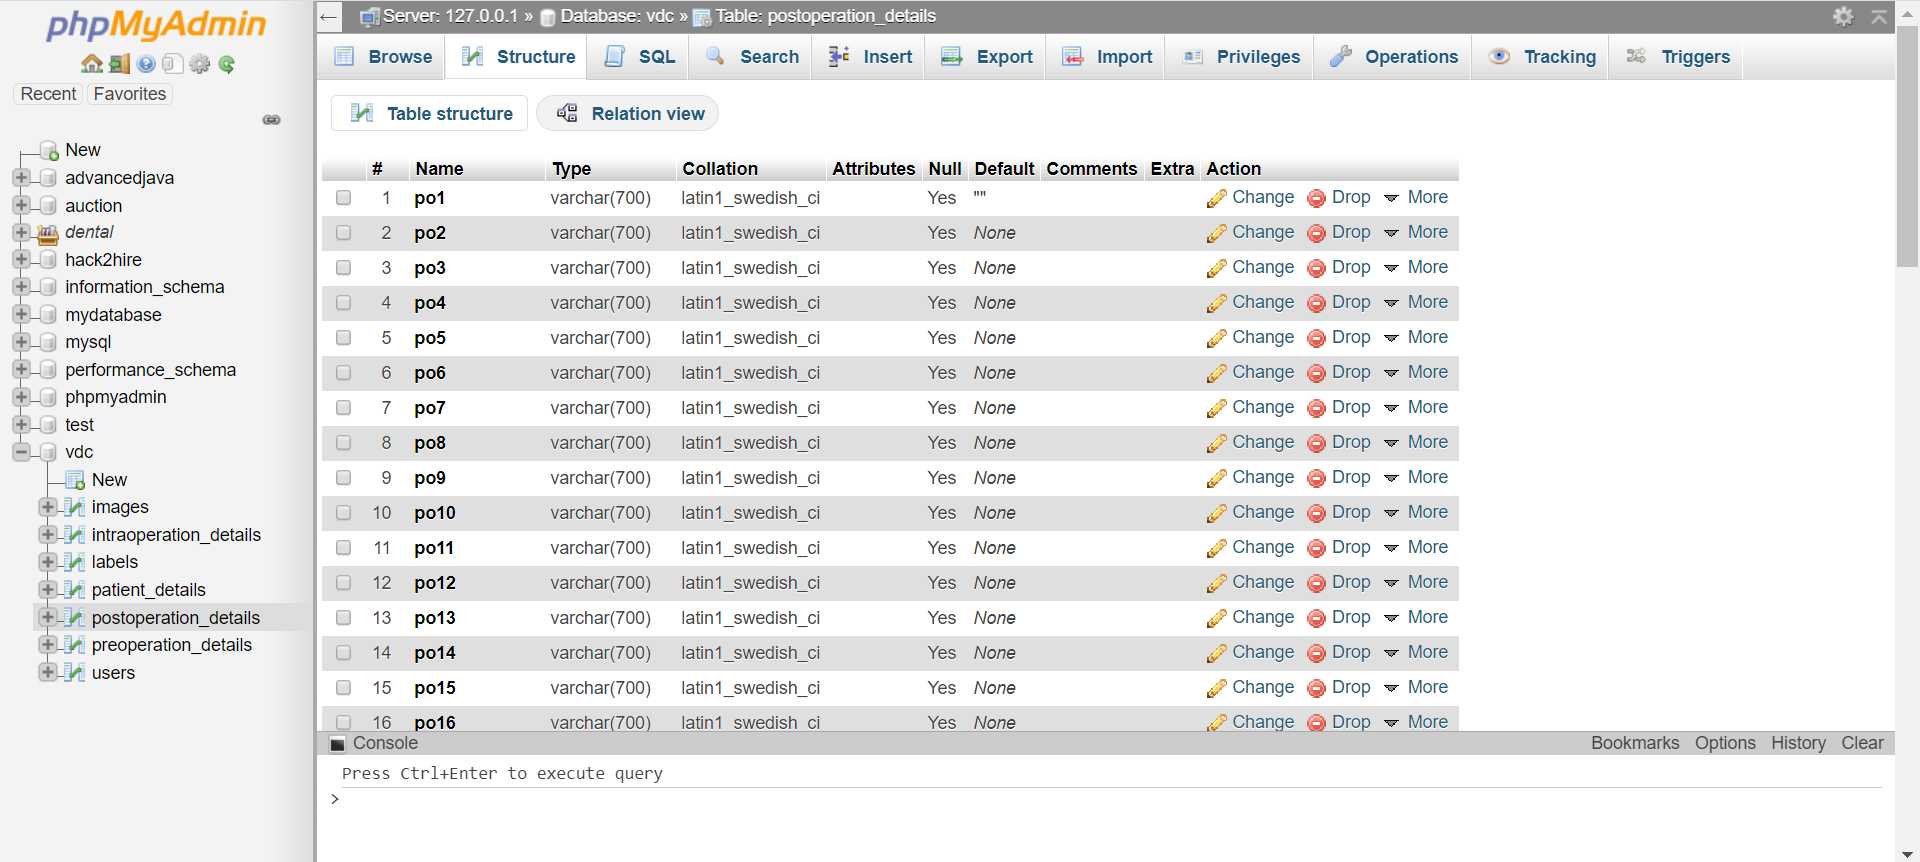 phpMyAdmin
Recent Favorites
New
advancedjava
auction
dental
hack2hire
information_schema
mydatabase
mysql
performance_schema
phpmyadmin
test
vdc
New
images
intraoperation_details
labels
patient_details
postoperation_details
preoperation_details
users
← Server: 127.0.0.1 » Database: vdc » Table: postoperation_details
Browse Structure SQL Search Insert Export Import Privileges Operations Tracking Triggers
Table structure Relation view
# Name Type Collation Attributes Null Default Comments Extra Action
1 po1 varchar(700) latin1_swedish_ci Yes "" Change Drop More
2 po2 varchar(700) latin1_swedish_ci Yes None Change Drop More
3 po3 varchar(700) latin1_swedish_ci Yes None Change Drop More
4 po4 varchar(700) latin1_swedish_ci Yes None Change Drop More
5 po5 varchar(700) latin1_swedish_ci Yes None Change Drop More
6 po6 varchar(700) latin1_swedish_ci Yes None Change Drop More
7 po7 varchar(700) latin1_swedish_ci Yes None Change Drop More
8 po8 varchar(700) latin1_swedish_ci Yes None Change Drop More
9 po9 varchar(700) latin1_swedish_ci Yes None Change Drop More
10 po10 varchar(700) latin1_swedish_ci Yes None Change Drop More
11 po11 varchar(700) latin1_swedish_ci Yes None Change Drop More
12 po12 varchar(700) latin1_swedish_ci Yes None Change Drop More
13 po13 varchar(700) latin1_swedish_ci Yes None Change Drop More
14 po14 varchar(700) latin1_swedish_ci Yes None Change Drop More
15 po15 varchar(700) latin1_swedish_ci Yes None Change Drop More
16 po16 varchar(700) latin1_swedish_ci Yes None Change Drop More
Console Bookmarks Options History Clear
Press Ctrl+Enter to execute query
>